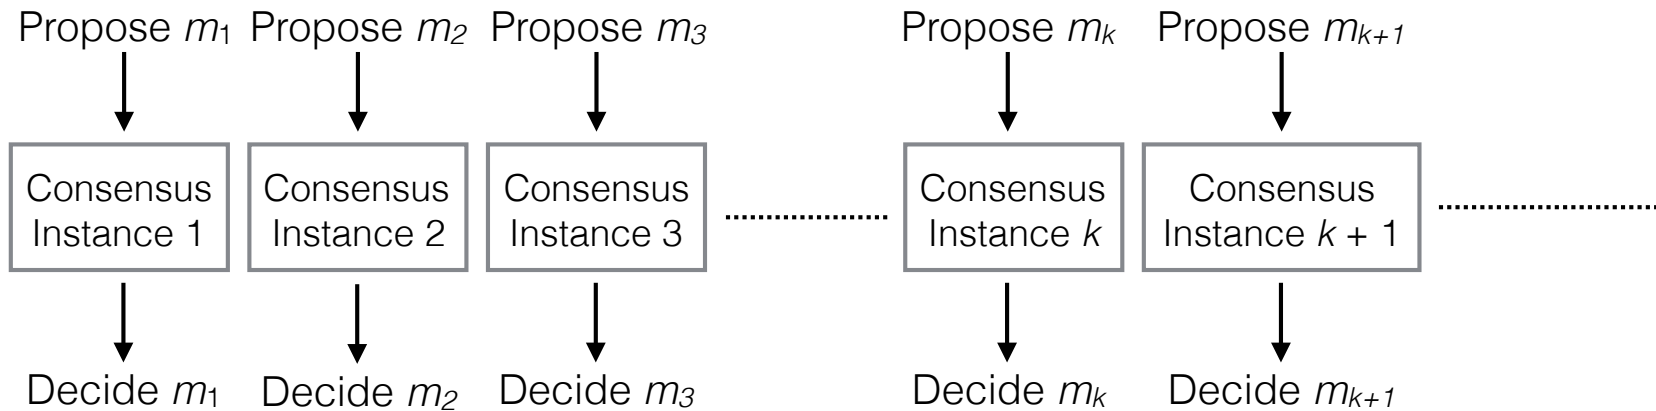 Propose m₁ Propose m₂ Propose m₃ Propose mₖ Propose mₖ₊₁
Consensus Instance 1
Consensus Instance 2
Consensus Instance 3
Consensus Instance k
Consensus Instance k + 1
Decide m₁ Decide m₂ Decide m₃ Decide mₖ Decide mₖ₊₁